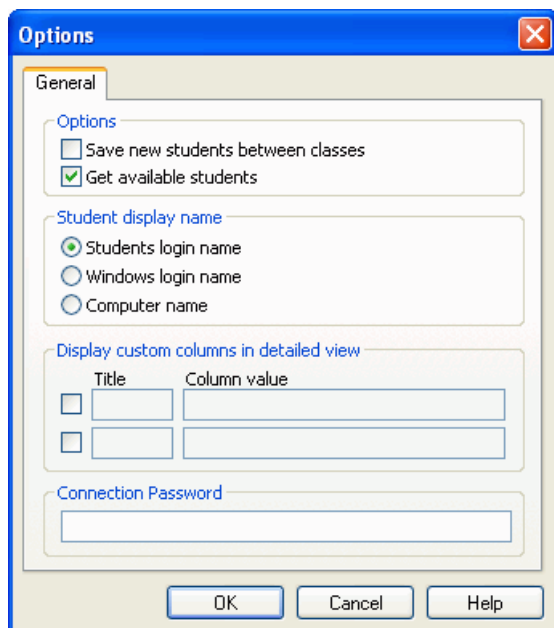 Options
General
Options
Save new students between classes
Get available students
Student display name
Students login name
Windows login name
Computer name
Display custom columns in detailed view
Title Column value
Connection Password
OK Cancel Help